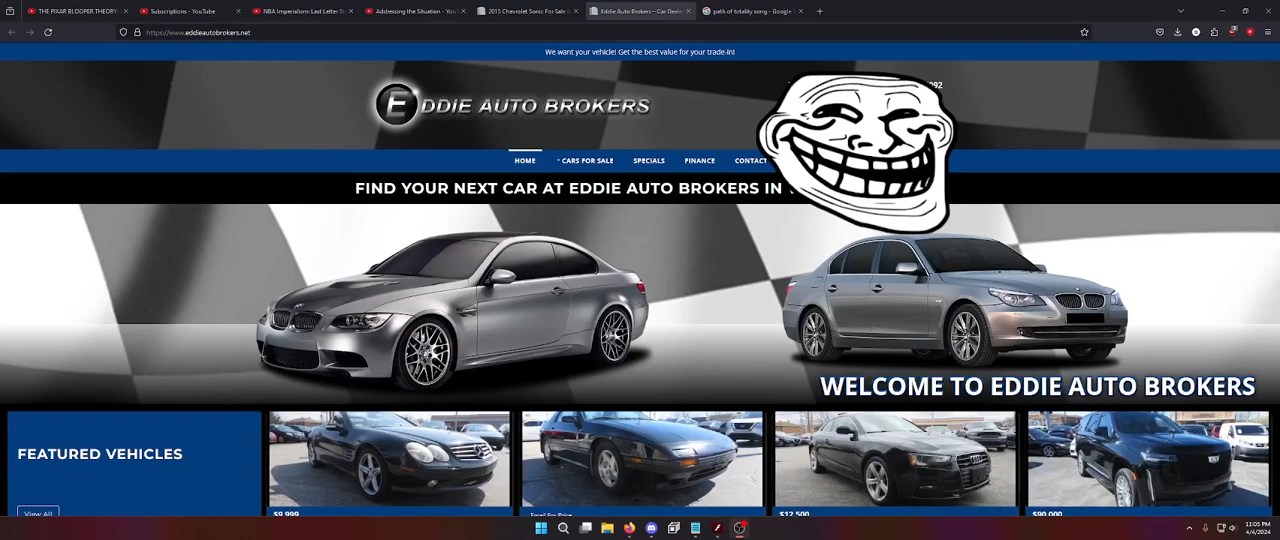 THE PIXAR BLOOPER THEORY
Subscriptions - YouTube
NBA Imperialism: Last Letter
Addressing the Situation - You
2015 Chevrolet Sonic For Sale i
Eddie Auto Brokers – Car Dealer
path of totality song - Google S
https://www.eddieautobrokers.net
We want your vehicle! Get the best value for your trade-in!
EDDIE AUTO BROKERS
092
HOME
CARS FOR SALE
SPECIALS
FINANCE
CONTACT
FIND YOUR NEXT CAR AT EDDIE AUTO BROKERS IN
WELCOME TO EDDIE AUTO BROKERS
FEATURED VEHICLES
View All
$9,999
Email For Price
$12,500
$90,000
11:05 PM
4/4/2024